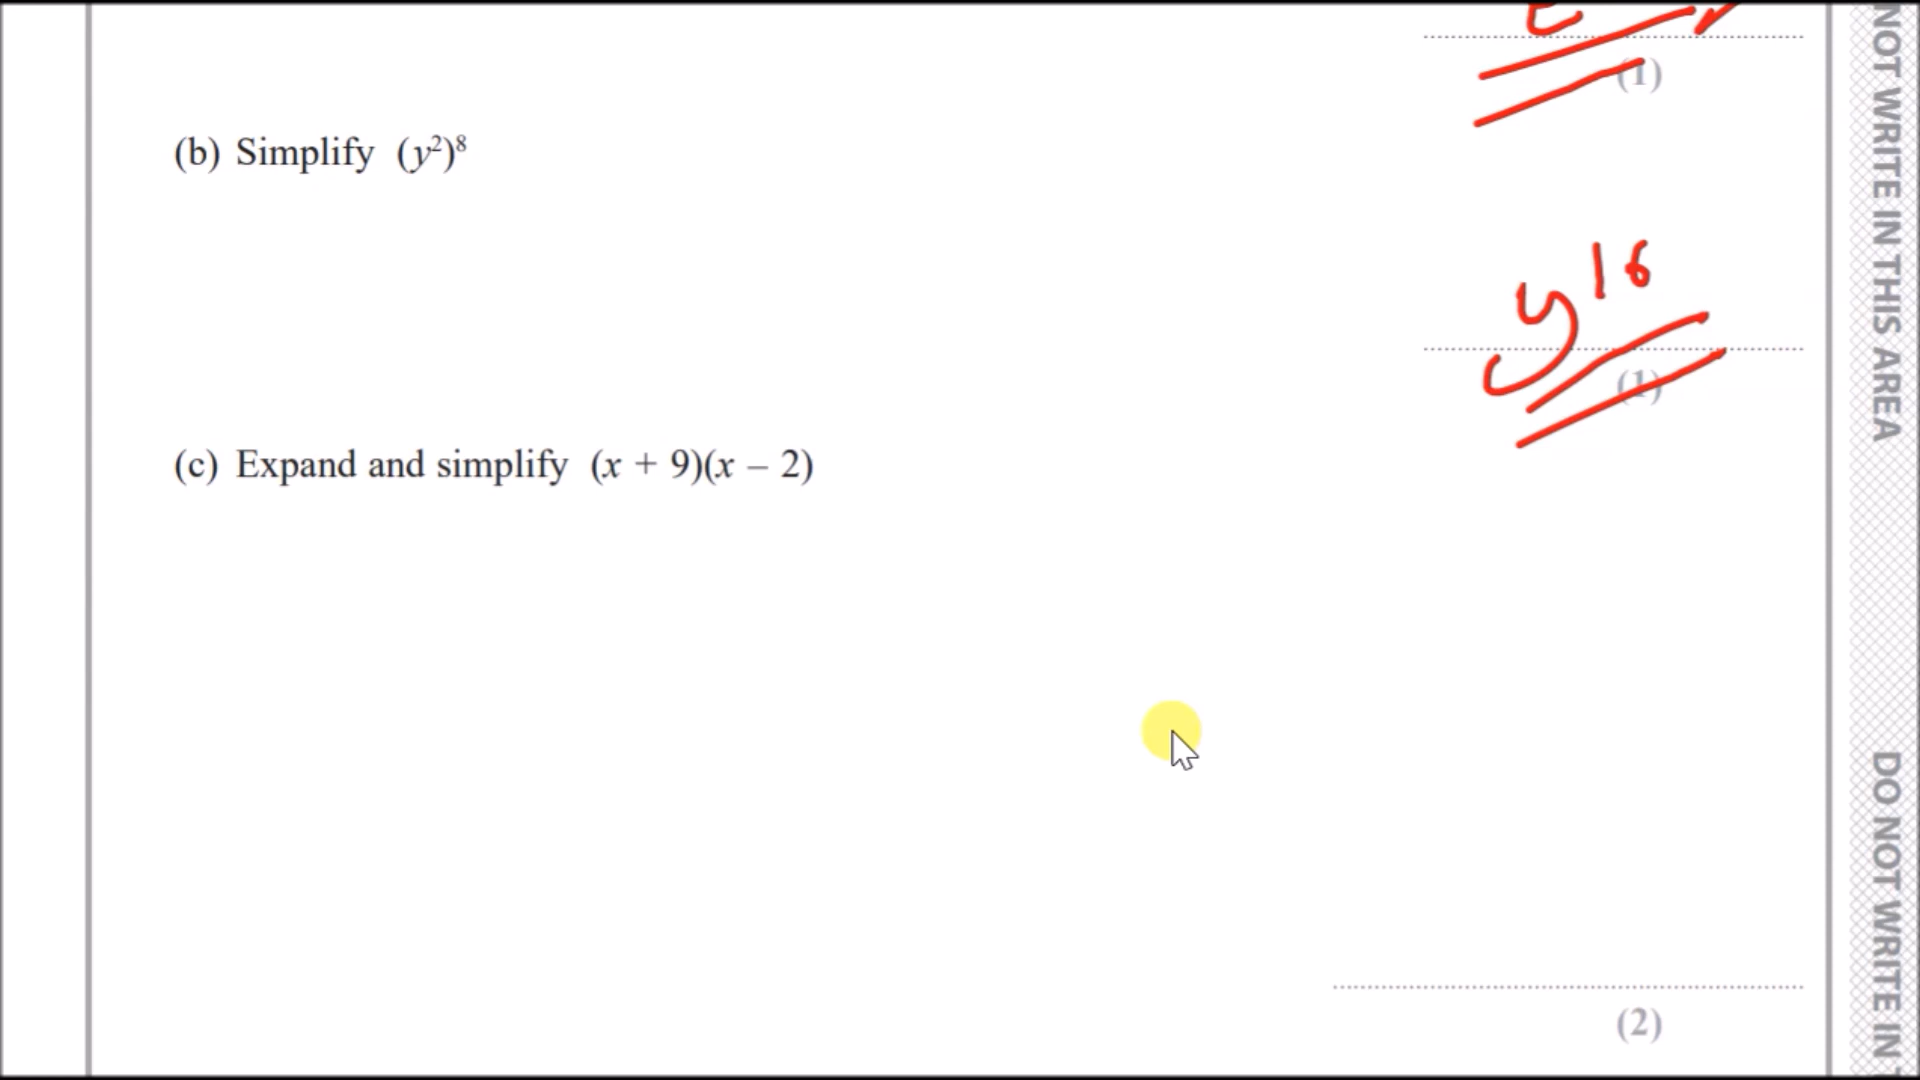 (1)
(b) Simplify (y²)⁸
y¹⁶
(1)
(c) Expand and simplify (x + 9)(x – 2)
(2)
NOT WRITE IN THIS AREA
DO NOT WRITE IN